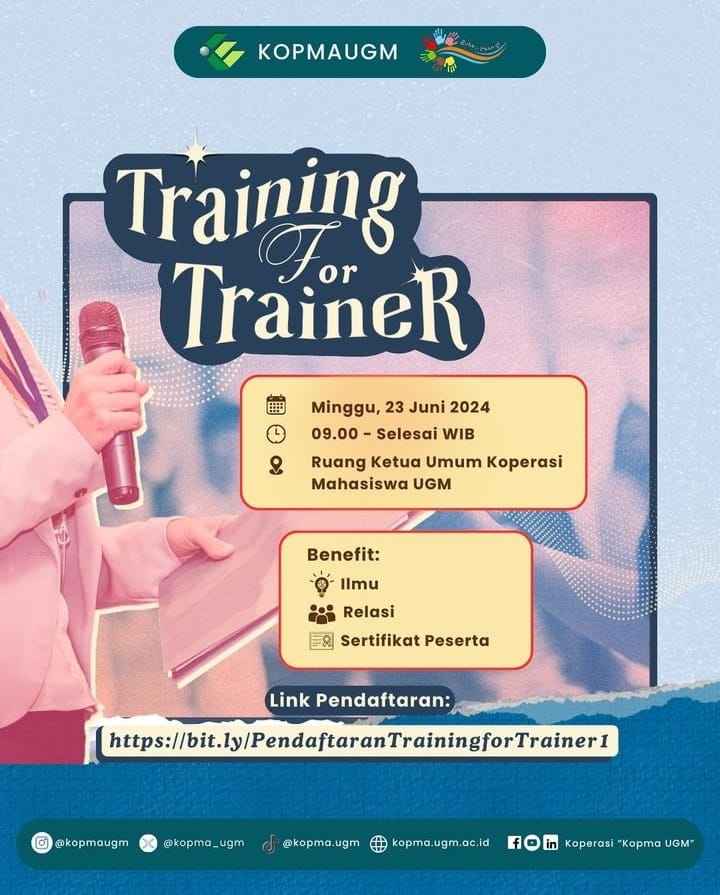 KOPMAUGM
Training
For
TraineR
Minggu, 23 Juni 2024
09.00 - Selesai WIB
Ruang Ketua Umum Koperasi
Mahasiswa UGM
Benefit:
Ilmu
Relasi
Sertifikat Peserta
Link Pendaftaran:
https://bit.ly/PendaftaranTrainingforTrainer1
@kopmaugm @kopma_ugm @kopma.ugm kopma.ugm.ac.id Koperasi "Kopma UGM"